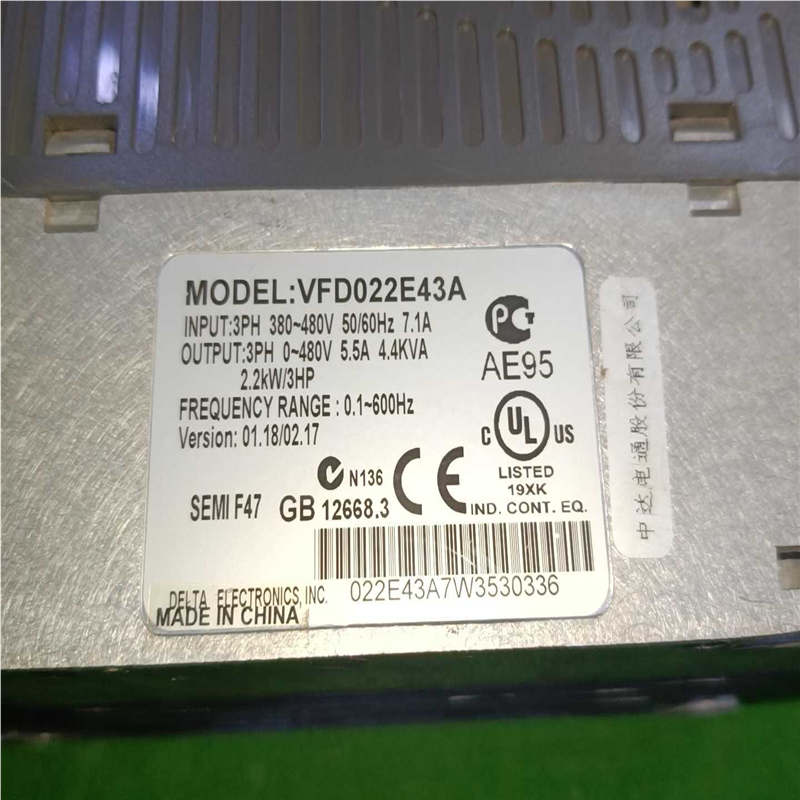 MODEL:VFD022E43A
INPUT:3PH 380~480V 50/60Hz 7.1A
OUTPUT:3PH 0~480V 5.5A 4.4KVA
2.2kW/3HP
FREQUENCY RANGE : 0.1~600Hz
Version: 01.18/02.17
PCT
AE95
C UL US
LISTED
19XK
IND. CONT. EQ.
N136
SEMI F47 GB 12668.3 CE
022E43A7W3530336
DELTA ELECTRONICS, INC.
MADE IN CHINA
中达电通股份有限公司